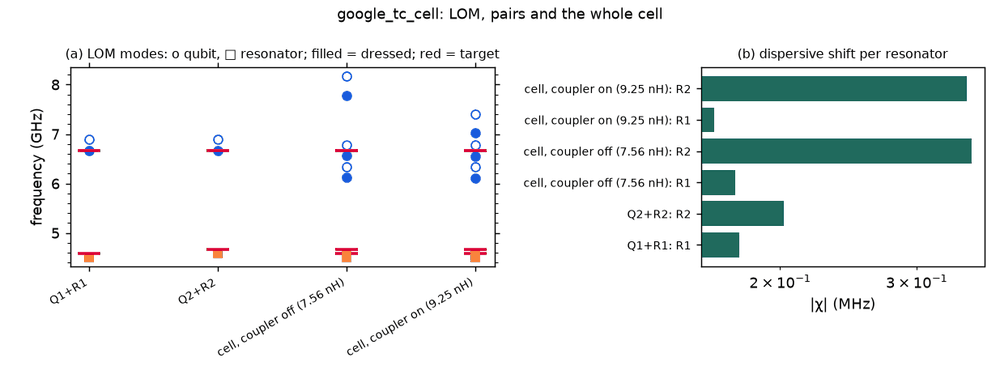 google_tc_cell: LOM, pairs and the whole cell
(a) LOM modes: o qubit, □ resonator; filled = dressed; red = target
frequency (GHz)
8
7
6
5
Q1+R1
Q2+R2
cell, coupler off (7.56 nH)
cell, coupler on (9.25 nH)
(b) dispersive shift per resonator
cell, coupler on (9.25 nH): R2
cell, coupler on (9.25 nH): R1
cell, coupler off (7.56 nH): R2
cell, coupler off (7.56 nH): R1
Q2+R2: R2
Q1+R1: R1
2 × 10⁻¹
3 × 10⁻¹
|χ| (MHz)